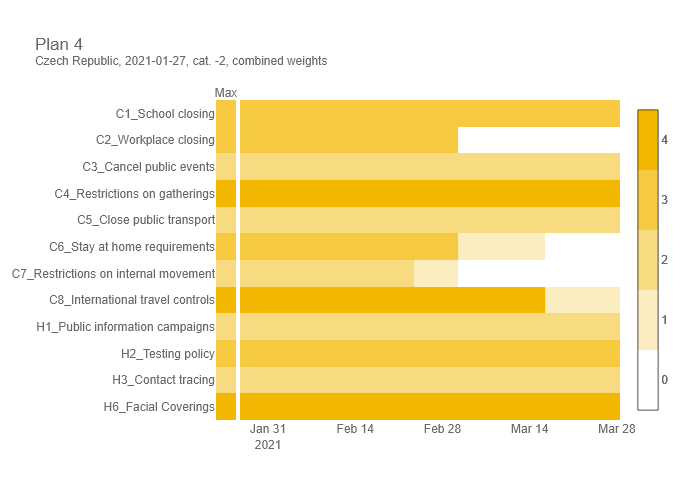 Plan 4
Czech Republic, 2021-01-27, cat. -2, combined weights
Max
C1_School closing
C2_Workplace closing
C3_Cancel public events
C4_Restrictions on gatherings
C5_Close public transport
C6_Stay at home requirements
C7_Restrictions on internal movement
C8_International travel controls
H1_Public information campaigns
H2_Testing policy
H3_Contact tracing
H6_Facial Coverings
Jan 31 Feb 14 Feb 28 Mar 14 Mar 28
2021
4
3
2
1
0